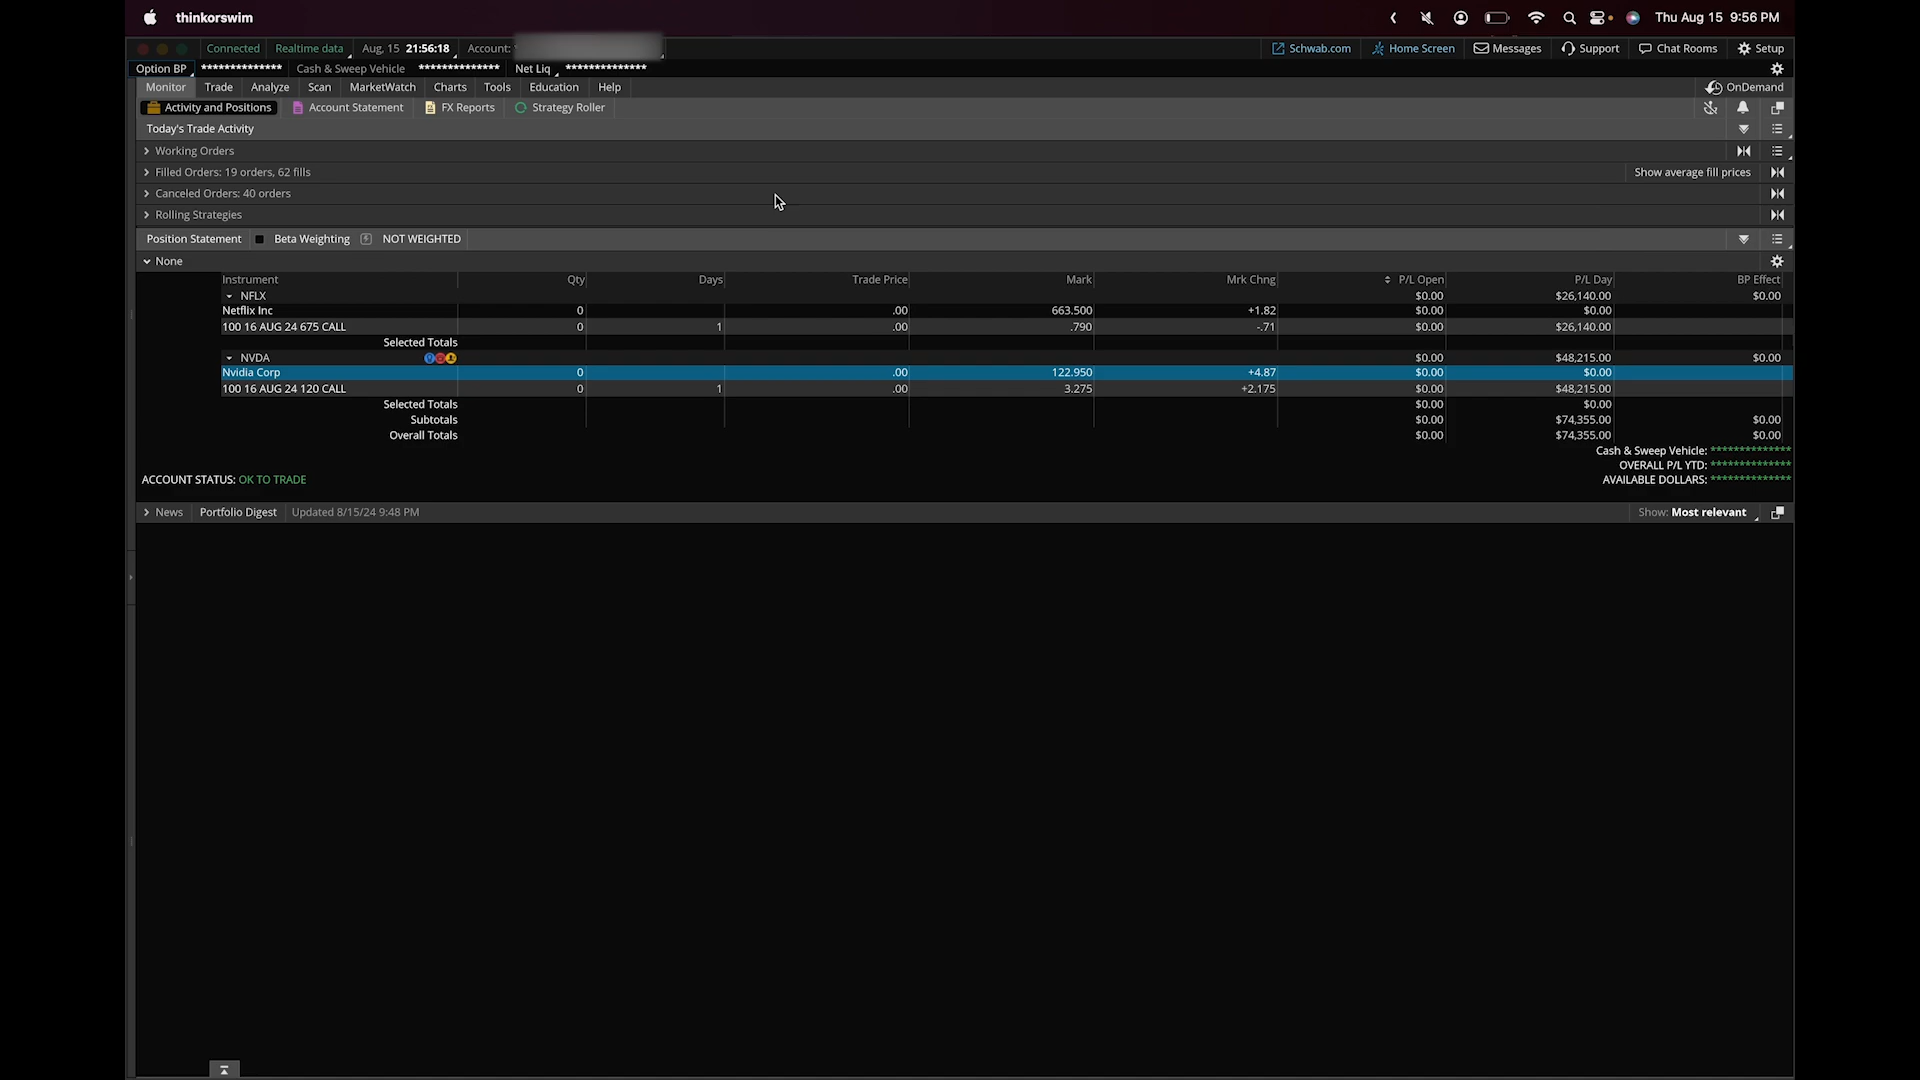 thinkorswim Thu Aug 15 9:56 PM
Connected Realtime data Aug, 15 21:56:18 Account: Schwab.com Home Screen Messages Support Chat Rooms Setup
Option BP ************** Cash & Sweep Vehicle ************** Net Liq **************
Monitor Trade Analyze Scan MarketWatch Charts Tools Education Help OnDemand
Activity and Positions Account Statement FX Reports Strategy Roller
Today's Trade Activity
Working Orders
Filled Orders: 19 orders, 62 fills Show average fill prices
Canceled Orders: 40 orders
Rolling Strategies
Position Statement Beta Weighting NOT WEIGHTED
None
Instrument Qty Days Trade Price Mark Mrk Chng P/L Open P/L Day BP Effect
NFLX $0.00 $26,140.00 $0.00
Netflix Inc 0 .00 663.500 +1.82 $0.00 $0.00
100 16 AUG 24 675 CALL 0 1 .00 .790 -.71 $0.00 $26,140.00
Selected Totals
NVDA $0.00 $48,215.00 $0.00
Nvidia Corp 0 .00 122.950 +4.87 $0.00 $0.00
100 16 AUG 24 120 CALL 0 1 .00 3.275 +2.175 $0.00 $48,215.00
Selected Totals $0.00 $0.00
Subtotals $0.00 $74,355.00 $0.00
Overall Totals $0.00 $74,355.00 $0.00
Cash & Sweep Vehicle: **************
OVERALL P/L YTD: **************
ACCOUNT STATUS: OK TO TRADE AVAILABLE DOLLARS: **************
News Portfolio Digest Updated 8/15/24 9:48 PM Show: Most relevant